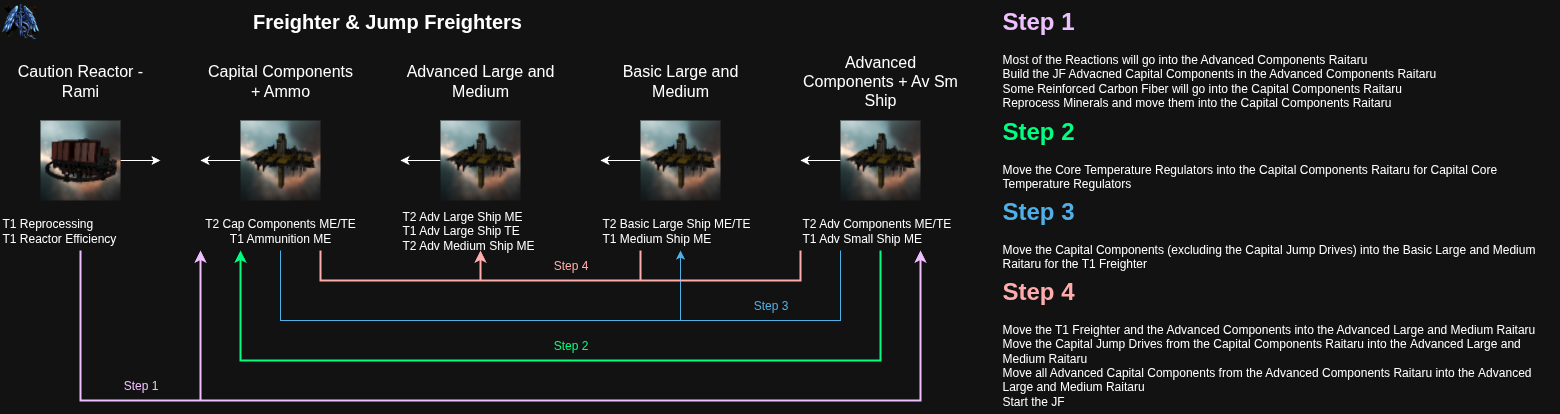 Freighter & Jump Freighters
Caution Reactor -
Rami
Capital Components
+ Ammo
Advanced Large and
Medium
Basic Large and
Medium
Advanced
Components + Av Sm
Ship
T1 Reprocessing
T1 Reactor Efficiency
T2 Cap Components ME/TE
T1 Ammunition ME
T2 Adv Large Ship ME
T1 Adv Large Ship TE
T2 Adv Medium Ship ME
T2 Basic Large Ship ME/TE
T1 Medium Ship ME
T2 Adv Components ME/TE
T1 Adv Small Ship ME
Step 4
Step 3
Step 2
Step 1
Step 1
Most of the Reactions will go into the Advanced Components Raitaru
Build the JF Advacned Capital Components in the Advanced Components Raitaru
Some Reinforced Carbon Fiber will go into the Capital Components Raitaru
Reprocess Minerals and move them into the Capital Components Raitaru
Step 2
Move the Core Temperature Regulators into the Capital Components Raitaru for Capital Core
Temperature Regulators
Step 3
Move the Capital Components (excluding the Capital Jump Drives) into the Basic Large and Medium
Raitaru for the T1 Freighter
Step 4
Move the T1 Freighter and the Advanced Components into the Advanced Large and Medium Raitaru
Move the Capital Jump Drives from the Capital Components Raitaru into the Advanced Large and
Medium Raitaru
Move all Advanced Capital Components from the Advanced Components Raitaru into the Advanced
Large and Medium Raitaru
Start the JF